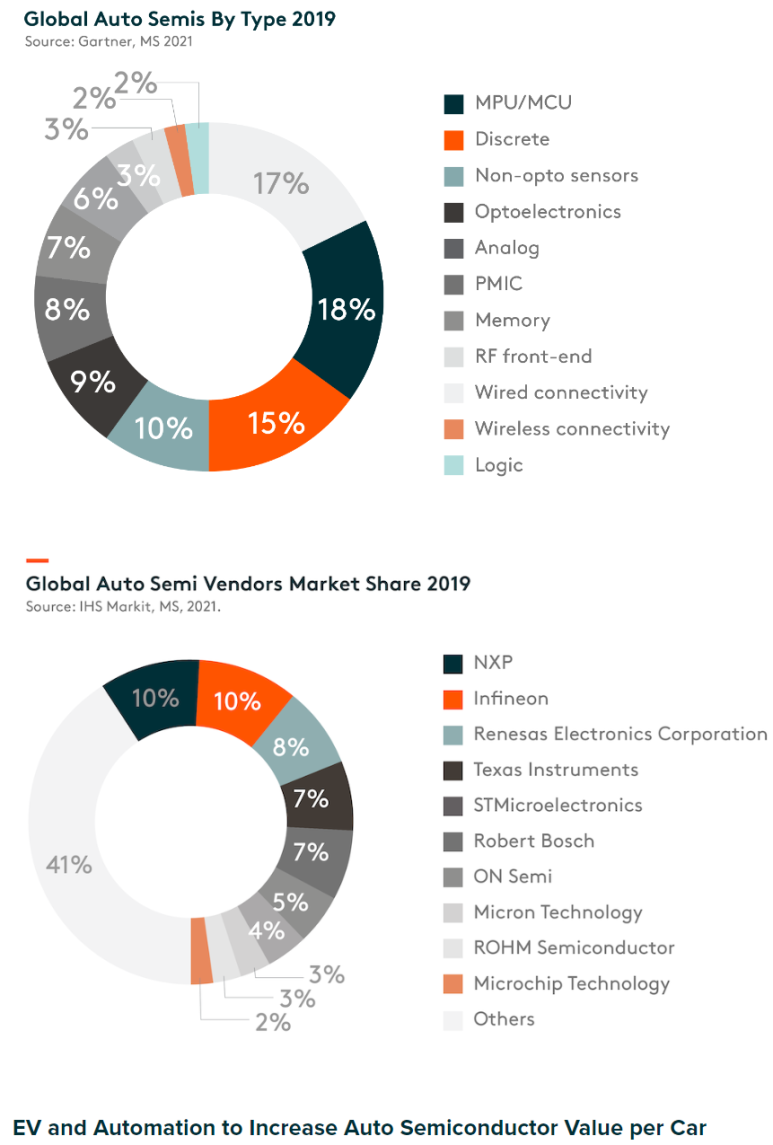 Global Auto Semis By Type 2019
Source: Gartner, MS 2021
2%
2%
3%
3%
6%
7%
8%
9%
10%
15%
18%
17%
MPU/MCU
Discrete
Non-opto sensors
Optoelectronics
Analog
PMIC
Memory
RF front-end
Wired connectivity
Wireless connectivity
Logic
Global Auto Semi Vendors Market Share 2019
Source: IHS Markit, MS, 2021.
10%
10%
8%
7%
7%
5%
4%
3%
3%
2%
41%
NXP
Infineon
Renesas Electronics Corporation
Texas Instruments
STMicroelectronics
Robert Bosch
ON Semi
Micron Technology
ROHM Semiconductor
Microchip Technology
Others
EV and Automation to Increase Auto Semiconductor Value per Car